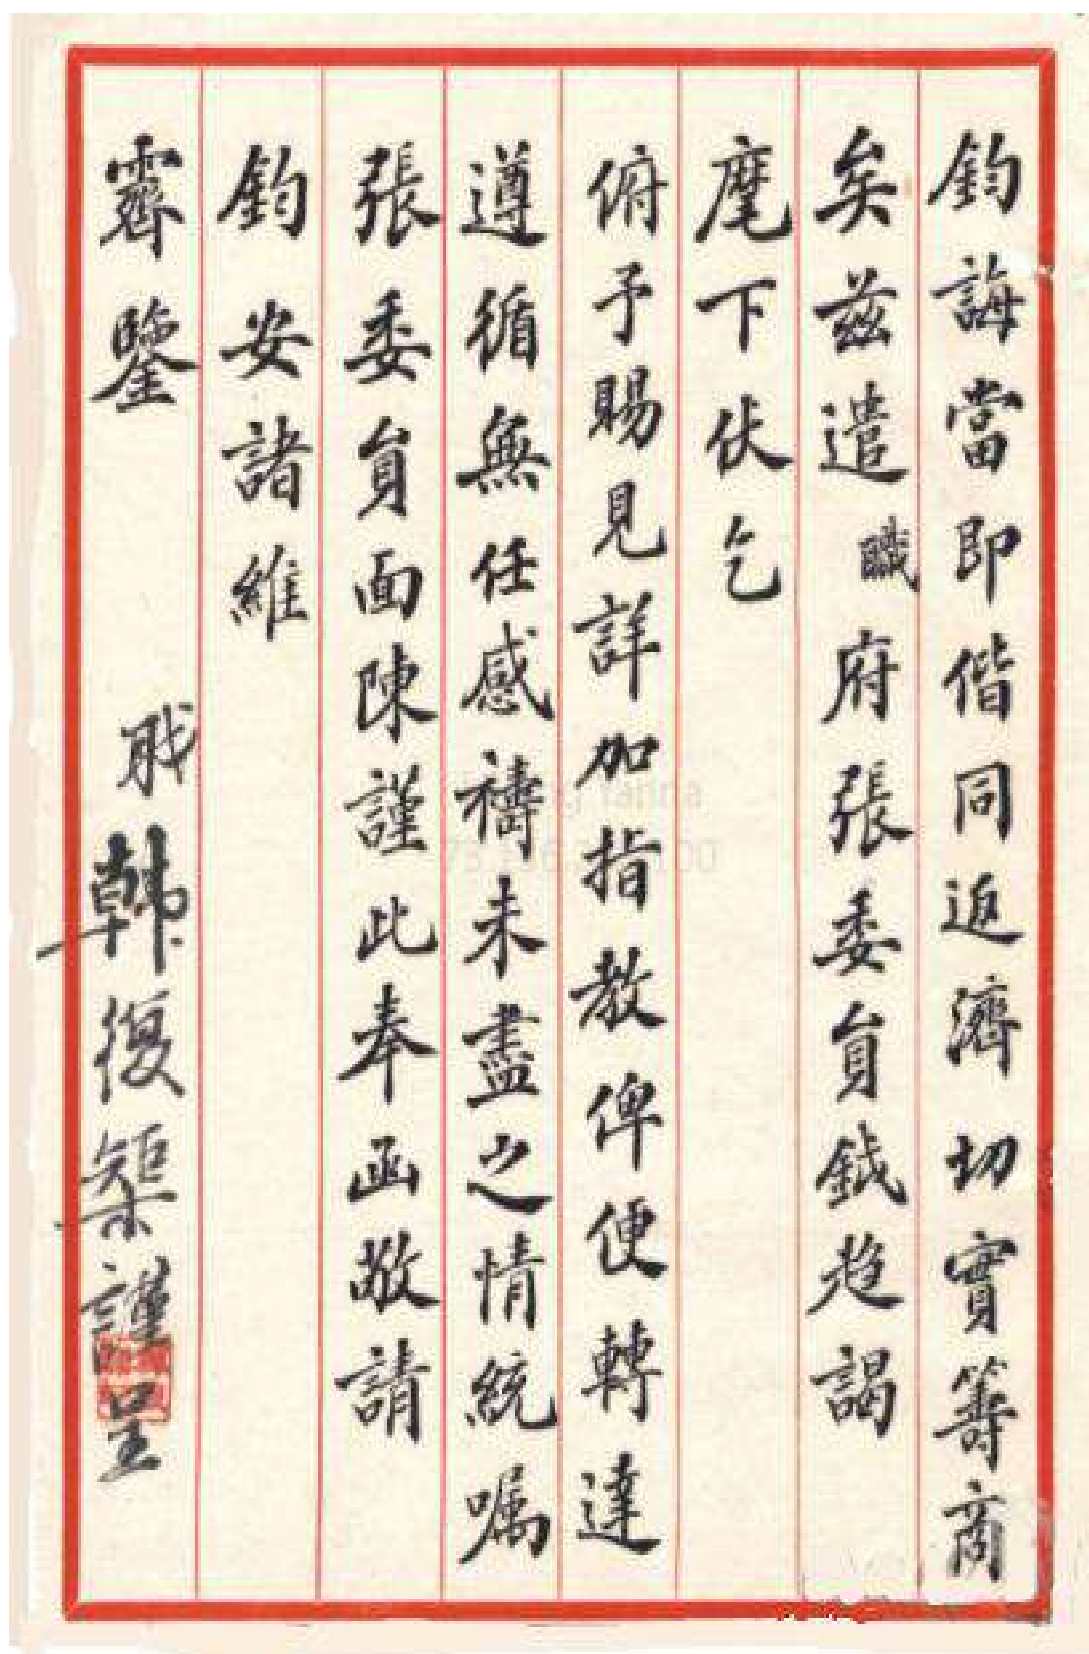 鈞誨當即偕同返濟切實籌商
矣茲遣職府張委員鉞趨謁
麾下伏乞
俯予賜見詳加指教俾便轉達
遵循無任感禱未盡之情統嘱
張委員面陳謹此奉函敬請
鈞安諸維
霽鑒 職韓復榘謹呈